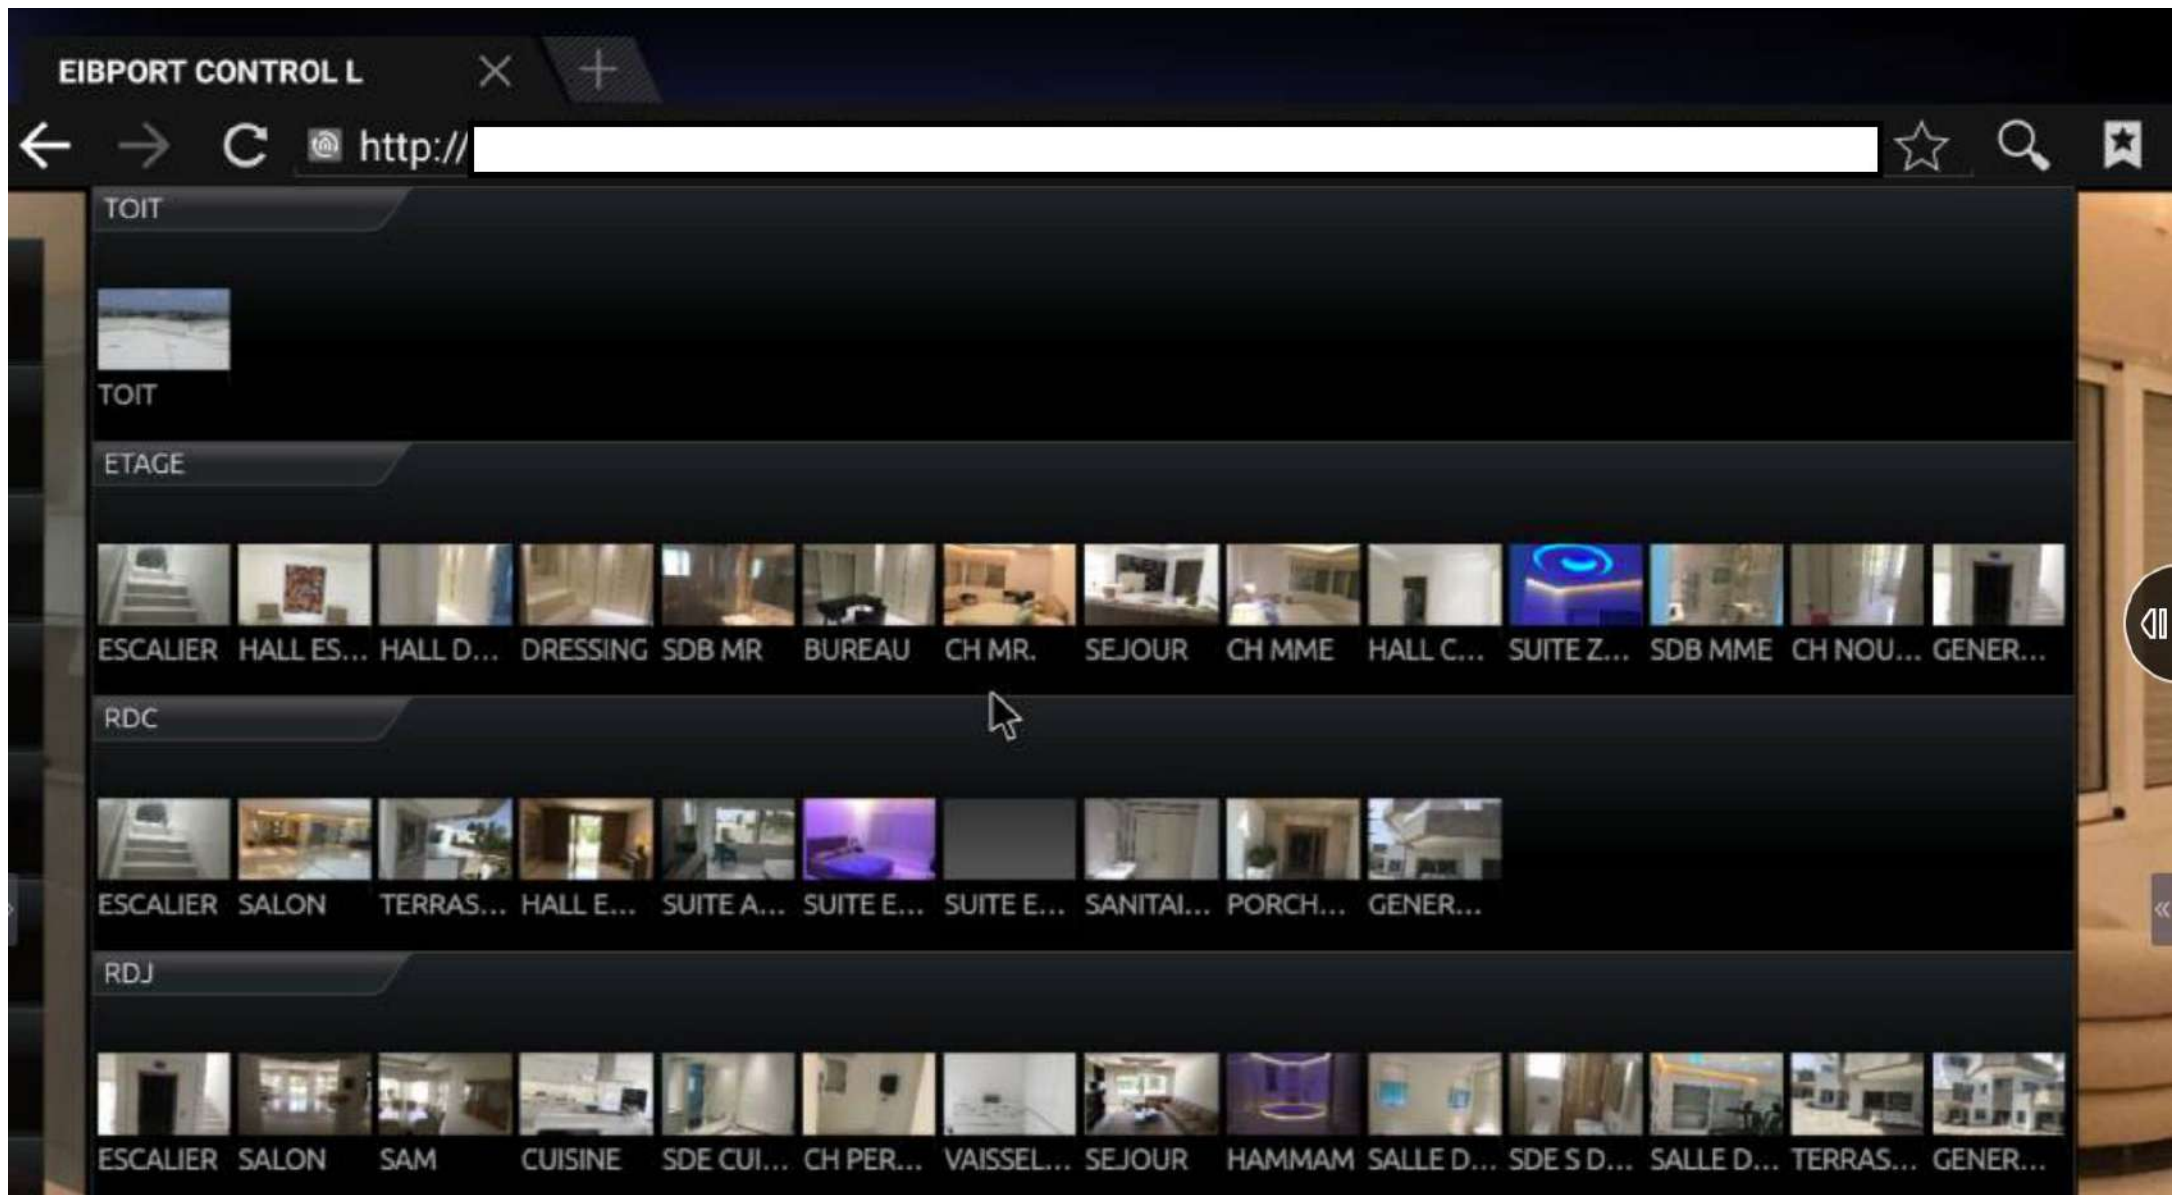 EIBPORT CONTROL L
http://
TOIT
TOIT
ETAGE
ESCALIER HALL ES... HALL D... DRESSING SDB MR BUREAU CH MR. SEJOUR CH MME HALL C... SUITE Z... SDB MME CH NOU... GENER...
RDC
ESCALIER SALON TERRAS... HALL E... SUITE A... SUITE E... SUITE E... SANITAI... PORCH... GENER...
RDJ
ESCALIER SALON SAM CUISINE SDE CUI... CH PER... VAISSEL... SEJOUR HAMMAM SALLE D... SDE S D... SALLE D... TERRAS... GENER...